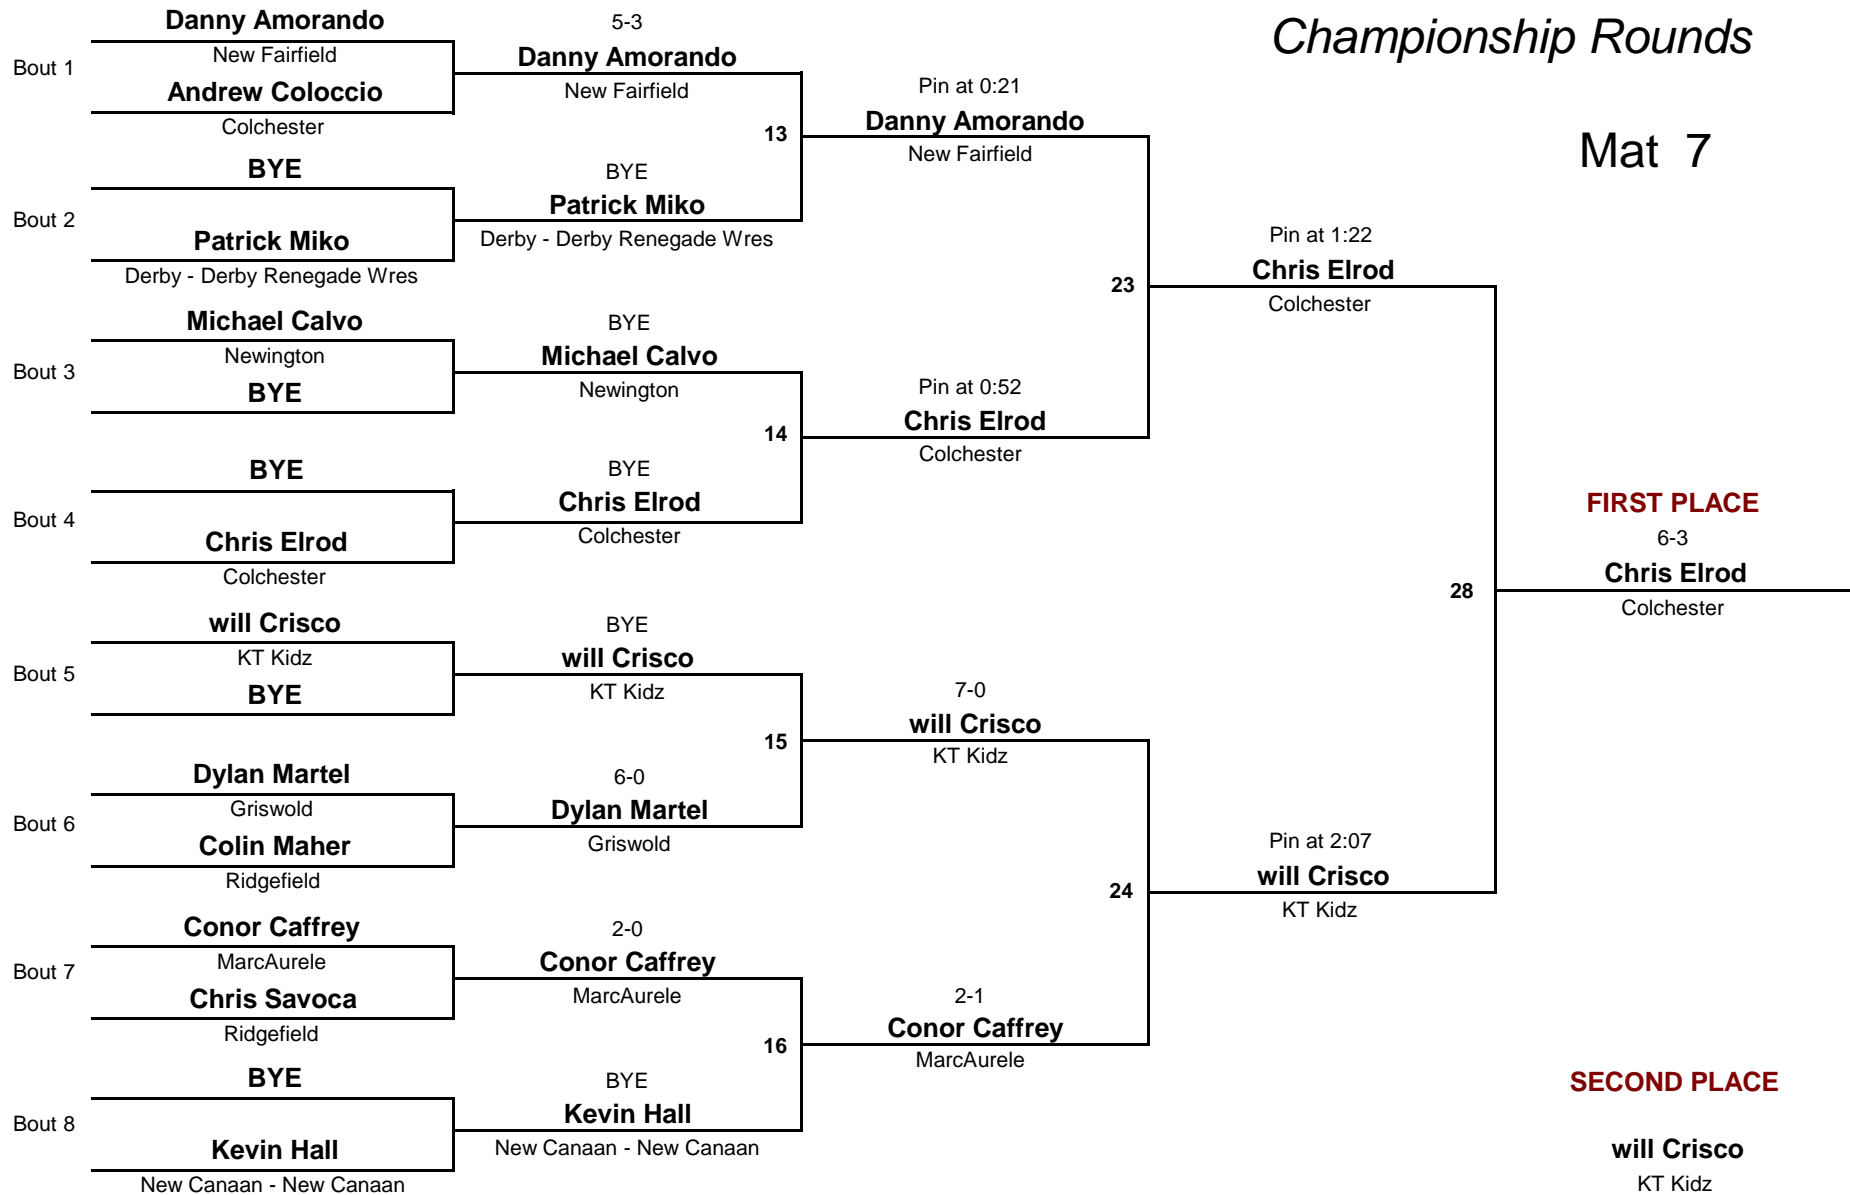 Championship Rounds
Mat 7
Bout 1
Danny Amorando
New Fairfield
Andrew Coloccio
Colchester
Bout 2
BYE
Patrick Miko
Derby - Derby Renegade Wres
Bout 3
Michael Calvo
Newington
BYE
Bout 4
BYE
Chris Elrod
Colchester
Bout 5
will Crisco
KT Kidz
BYE
Bout 6
Dylan Martel
Griswold
Colin Maher
Ridgefield
Bout 7
Conor Caffrey
MarcAurele
Chris Savoca
Ridgefield
Bout 8
BYE
Kevin Hall
New Canaan - New Canaan
5-3
Danny Amorando
New Fairfield
13
BYE
Patrick Miko
Derby - Derby Renegade Wres
BYE
Michael Calvo
Newington
14
BYE
Chris Elrod
Colchester
BYE
will Crisco
KT Kidz
15
6-0
Dylan Martel
Griswold
2-0
Conor Caffrey
MarcAurele
16
BYE
Kevin Hall
New Canaan - New Canaan
Pin at 0:21
Danny Amorando
New Fairfield
23
Pin at 0:52
Chris Elrod
Colchester
7-0
will Crisco
KT Kidz
24
2-1
Conor Caffrey
MarcAurele
Pin at 1:22
Chris Elrod
Colchester
28
Pin at 2:07
will Crisco
KT Kidz
FIRST PLACE
6-3
Chris Elrod
Colchester
SECOND PLACE
will Crisco
KT Kidz